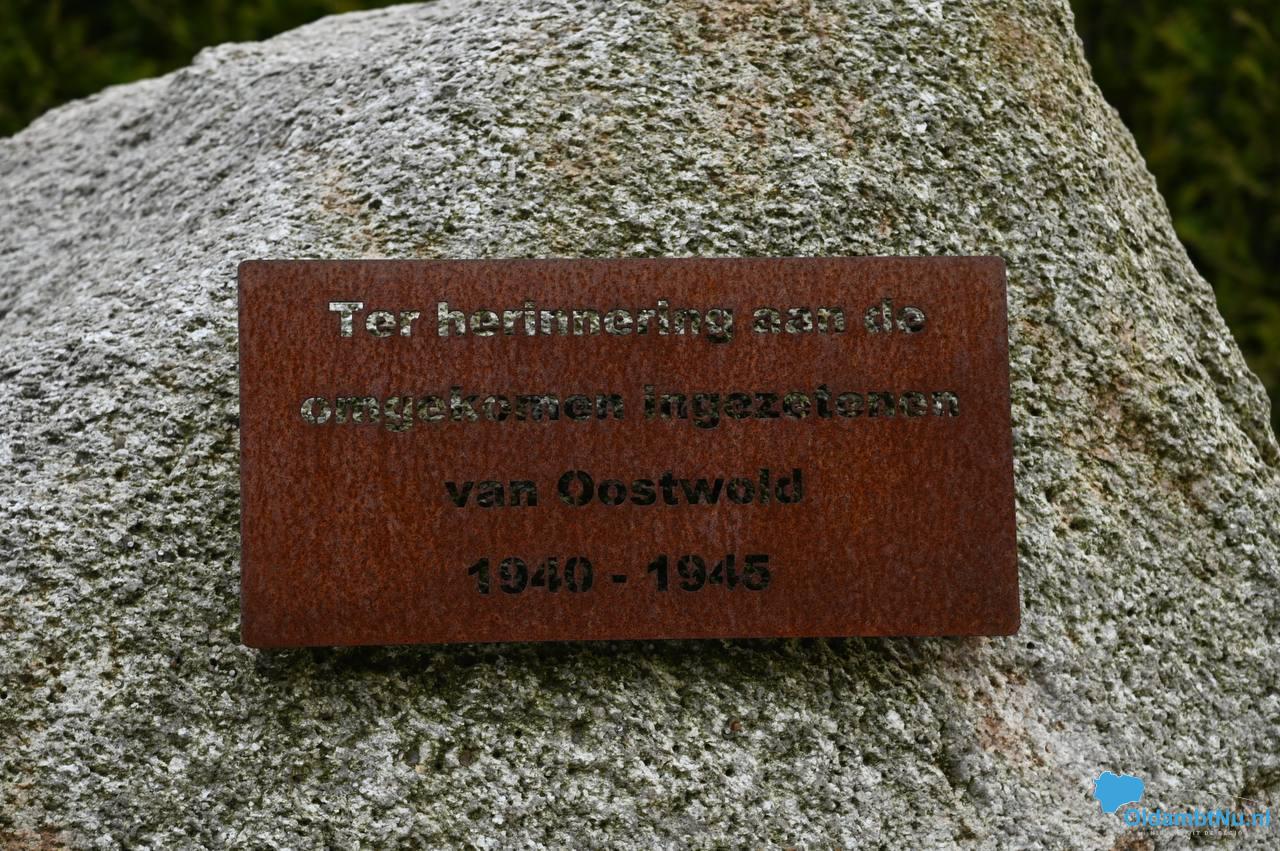 Ter herinnering aan de
omgekomen ingezetenen
van Oostwold
1940 - 1945
OldambtNu.nl